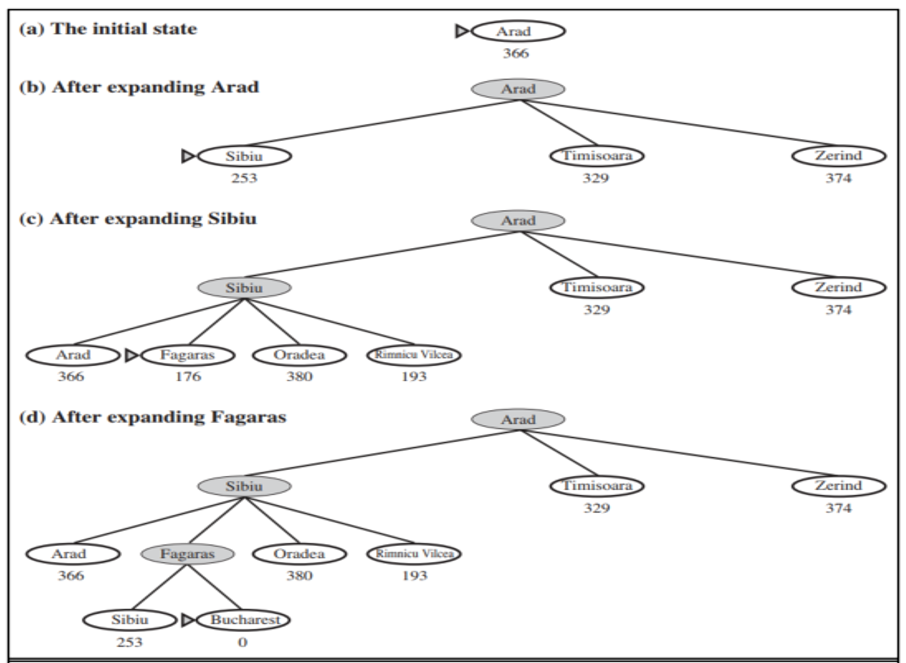 (a) The initial state
Arad
366
(b) After expanding Arad
Arad
Sibiu Timisoara Zerind
253 329 374
(c) After expanding Sibiu
Arad
Sibiu Timisoara Zerind
329 374
Arad Fagaras Oradea Rimnicu Vilcea
366 176 380 193
(d) After expanding Fagaras
Arad
Sibiu Timisoara Zerind
329 374
Arad Fagaras Oradea Rimnicu Vilcea
366 380 193
Sibiu Bucharest
253 0